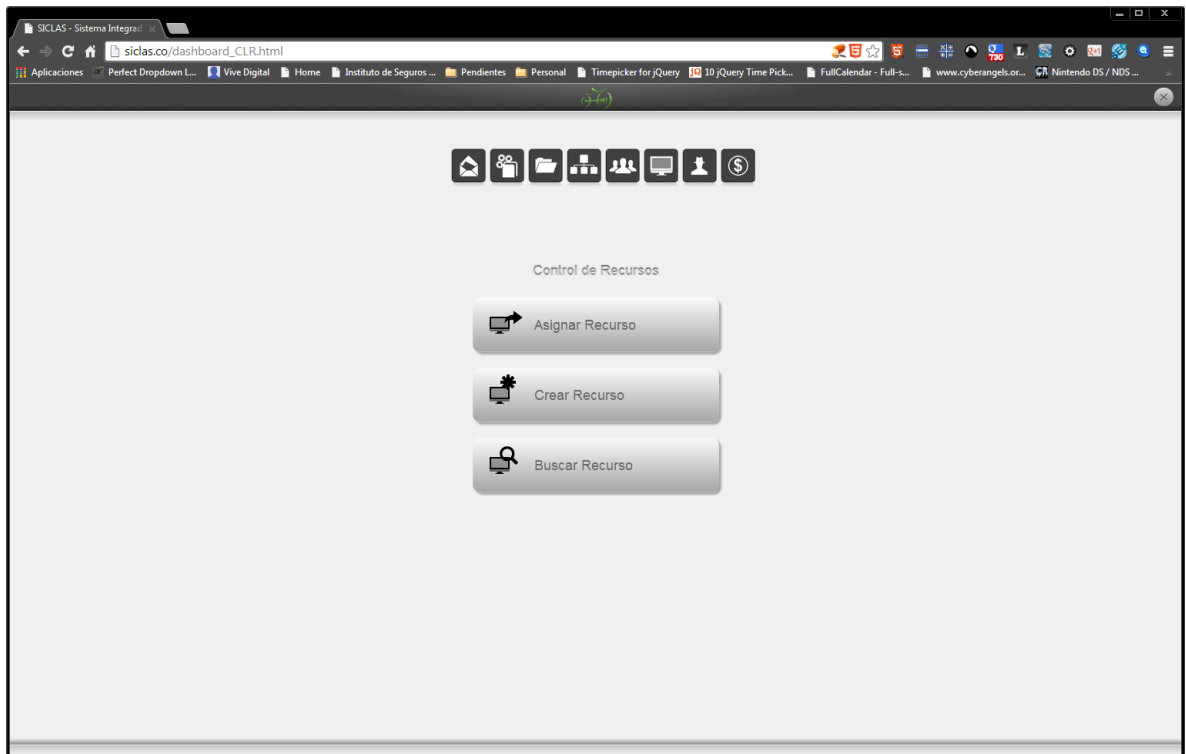 SICLAS - Sistema Integrad
siclas.co/dashboard_CLR.html
730
Aplicaciones Perfect Dropdown L... Vive Digital Home Instituto de Seguros ... Pendientes Personal Timepicker for jQuery 10 jQuery Time Pick... FullCalendar - Full-s... www.cyberangels.or... Nintendo DS / NDS ...
Control de Recursos
Asignar Recurso
Crear Recurso
Buscar Recurso